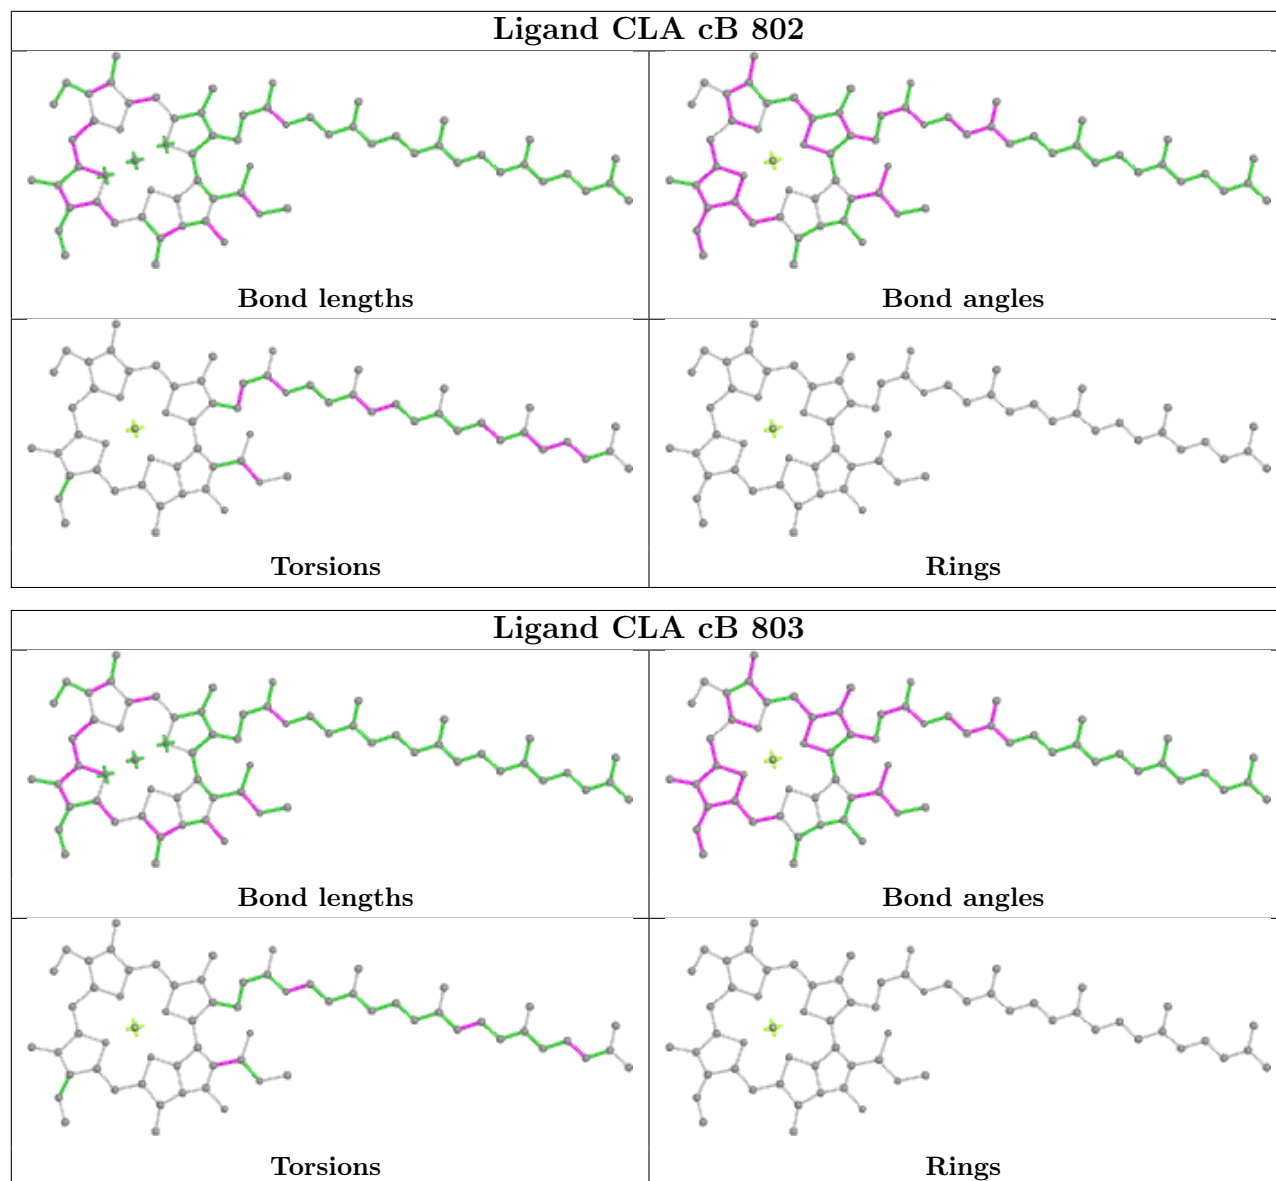 Ligand CLA cB 802
Bond lengths
Bond angles
Torsions
Rings
Ligand CLA cB 803
Bond lengths
Bond angles
Torsions
Rings